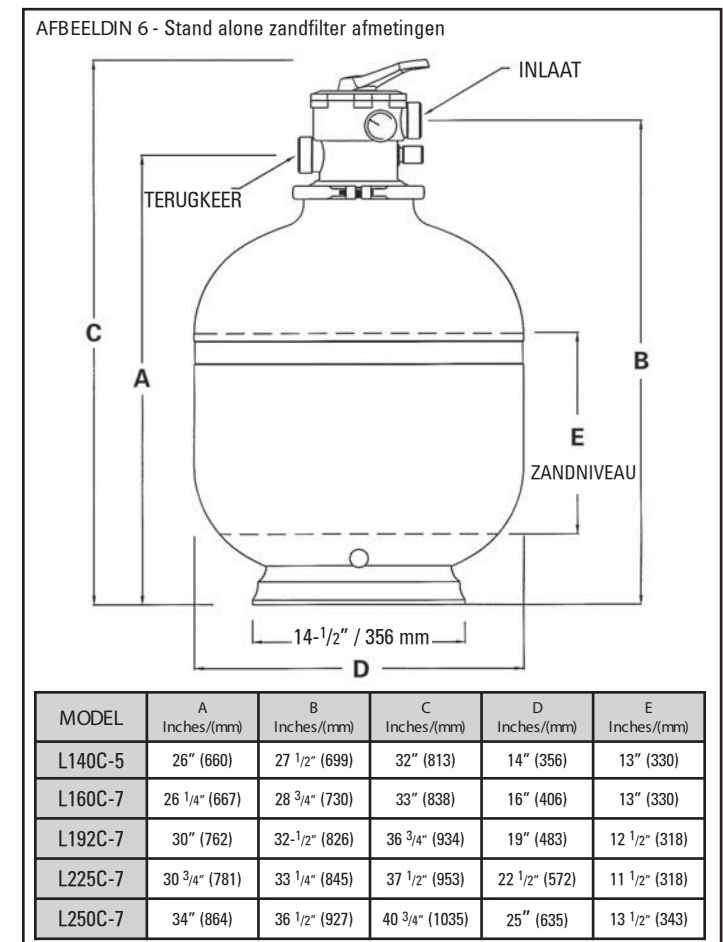 AFBEELDIN 6 - Stand alone zandfilter afmetingen
INLAAT
TERUGKEER
C
A
B
E
ZANDNIVEAU
14-1/2" / 356 mm
D
MODEL A Inches/(mm) B Inches/(mm) C Inches/(mm) D Inches/(mm) E Inches/(mm)
L140C-5 26" (660) 27 1/2" (699) 32" (813) 14" (356) 13" (330)
L160C-7 26 1/4" (667) 28 3/4" (730) 33" (838) 16" (406) 13" (330)
L192C-7 30" (762) 32-1/2" (826) 36 3/4" (934) 19" (483) 12 1/2" (318)
L225C-7 30 3/4" (781) 33 1/4" (845) 37 1/2" (953) 22 1/2" (572) 11 1/2" (318)
L250C-7 34" (864) 36 1/2" (927) 40 3/4" (1035) 25" (635) 13 1/2" (343)